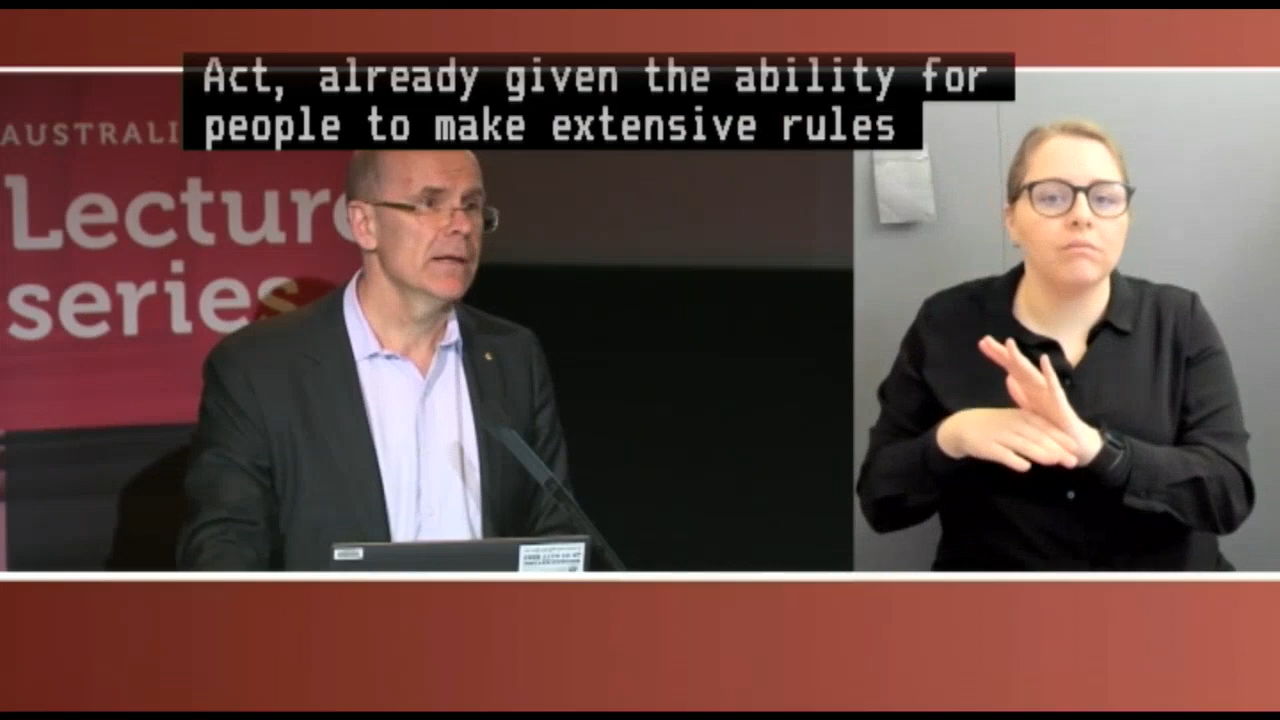 Act, already given the ability for
people to make extensive rules
AUSTRALI
Lecture
series